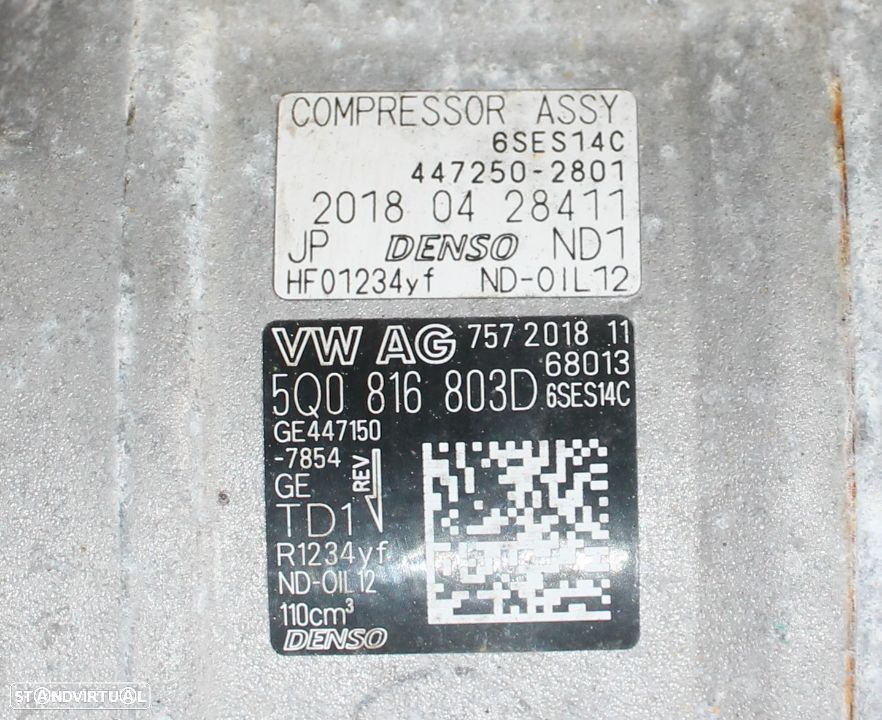 COMPRESSOR ASSY
6SES14C
447250-2801
2018 04 28411
JP DENSO ND1
HF01234yf ND-OIL12
VW AG 757 2018 11
68013
5Q0 816 803D 6SES14C
GE447150
-7854
REV
GE
TD1
R1234yf
ND-OIL12
110cm³
DENSO
STANDVIRTUAL